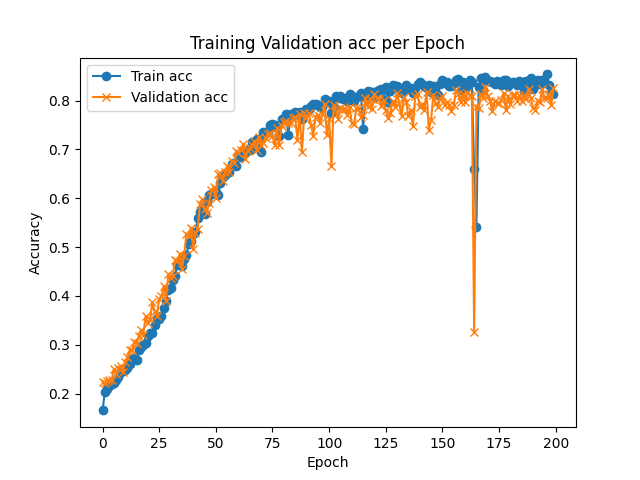 Training Validation acc per Epoch
Train acc
Validation acc
Accuracy
0.8
0.7
0.6
0.5
0.4
0.3
0.2
0 25 50 75 100 125 150 175 200
Epoch